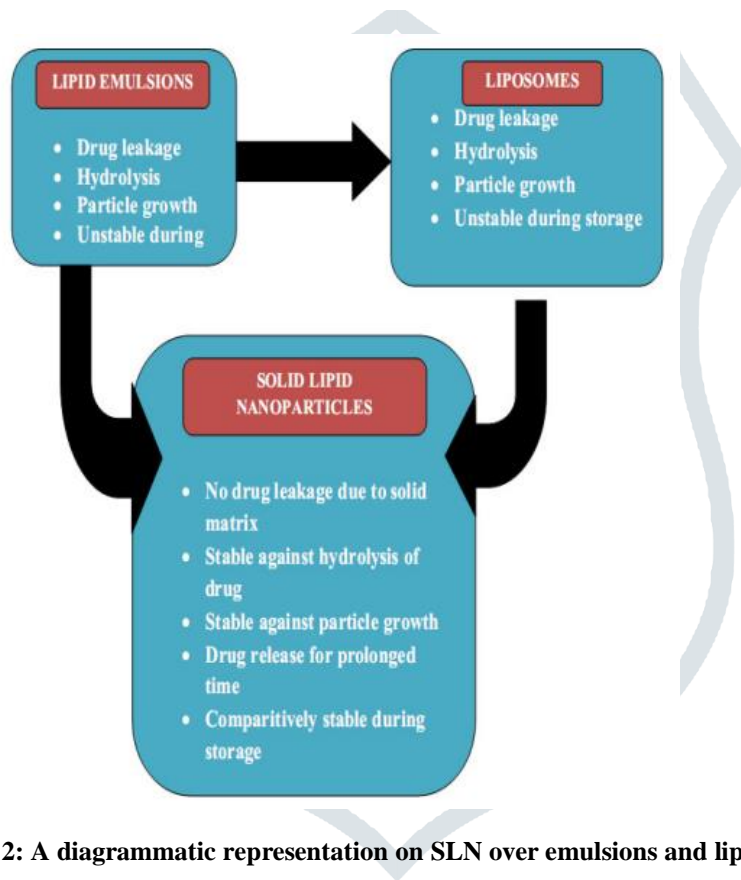 LIPID EMULSIONS
• Drug leakage
• Hydrolysis
• Particle growth
• Unstable during
LIPOSOMES
• Drug leakage
• Hydrolysis
• Particle growth
• Unstable during storage
SOLID LIPID
NANOPARTICLES
• No drug leakage due to solid
matrix
• Stable against hydrolysis of
drug
• Stable against particle growth
• Drug release for prolonged
time
• Comparitively stable during
storage
2: A diagrammatic representation on SLN over emulsions and lip